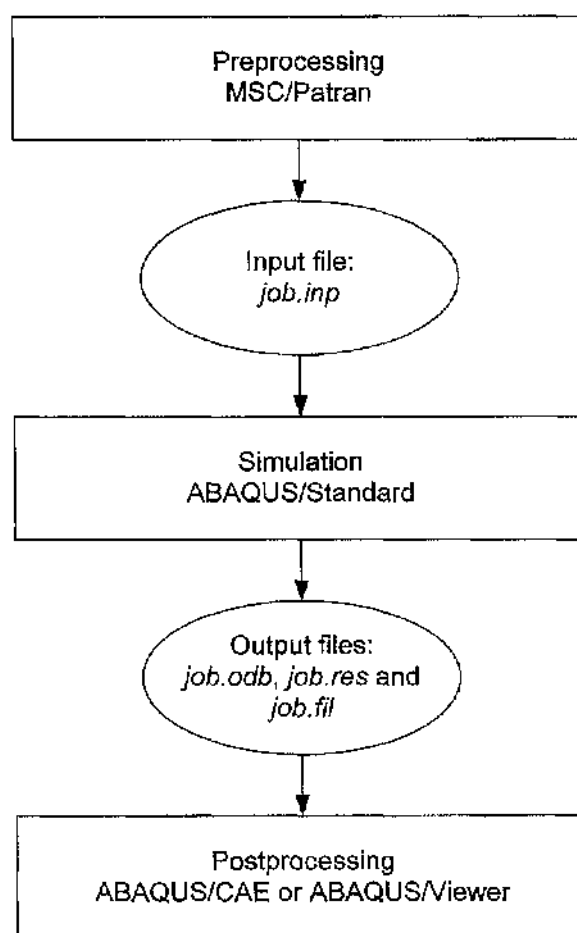 Preprocessing
MSC/Patran
Input file:
job.inp
Simulation
ABAQUS/Standard
Output files:
job.odb, job.res and
job.fil
Postprocessing
ABAQUS/CAE or ABAQUS/Viewer